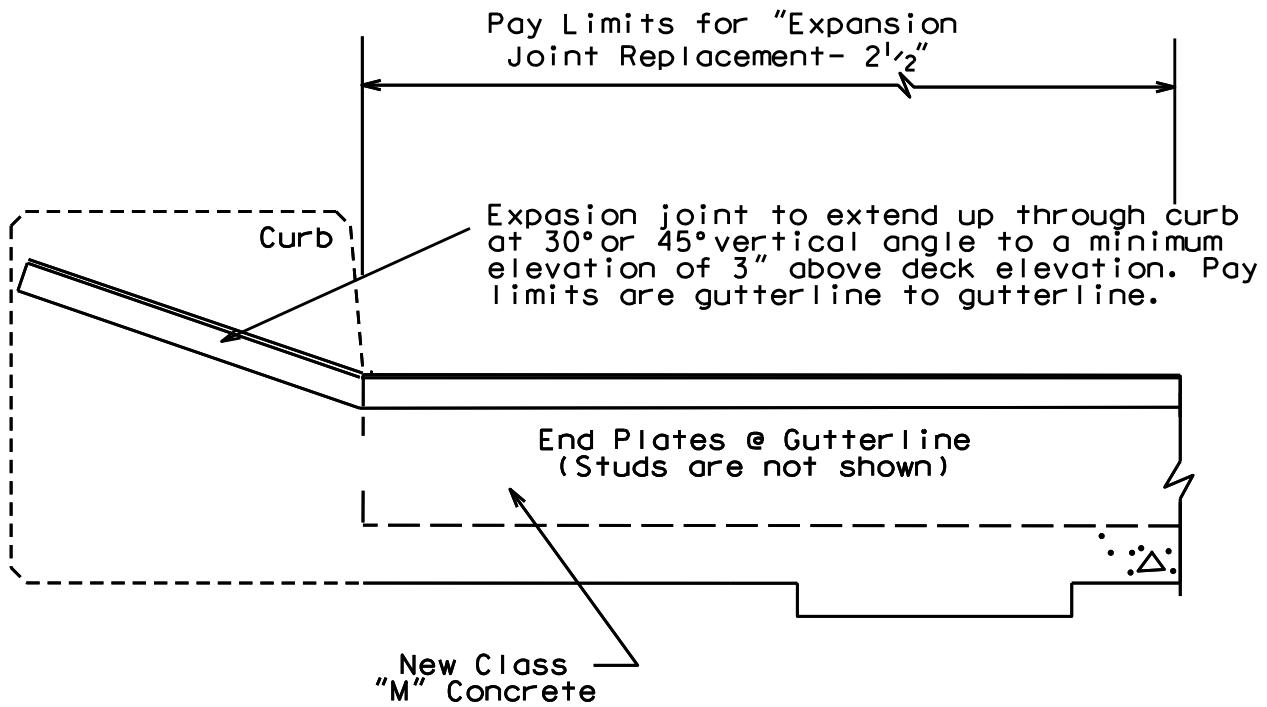 Pay Limits for "Expansion
Joint Replacement- 2 1/2"
Curb
Expasion joint to extend up through curb
at 30° or 45° vertical angle to a minimum
elevation of 3" above deck elevation. Pay
limits are gutterline to gutterline.
End Plates @ Gutterline
(Studs are not shown)
New Class
"M" Concrete